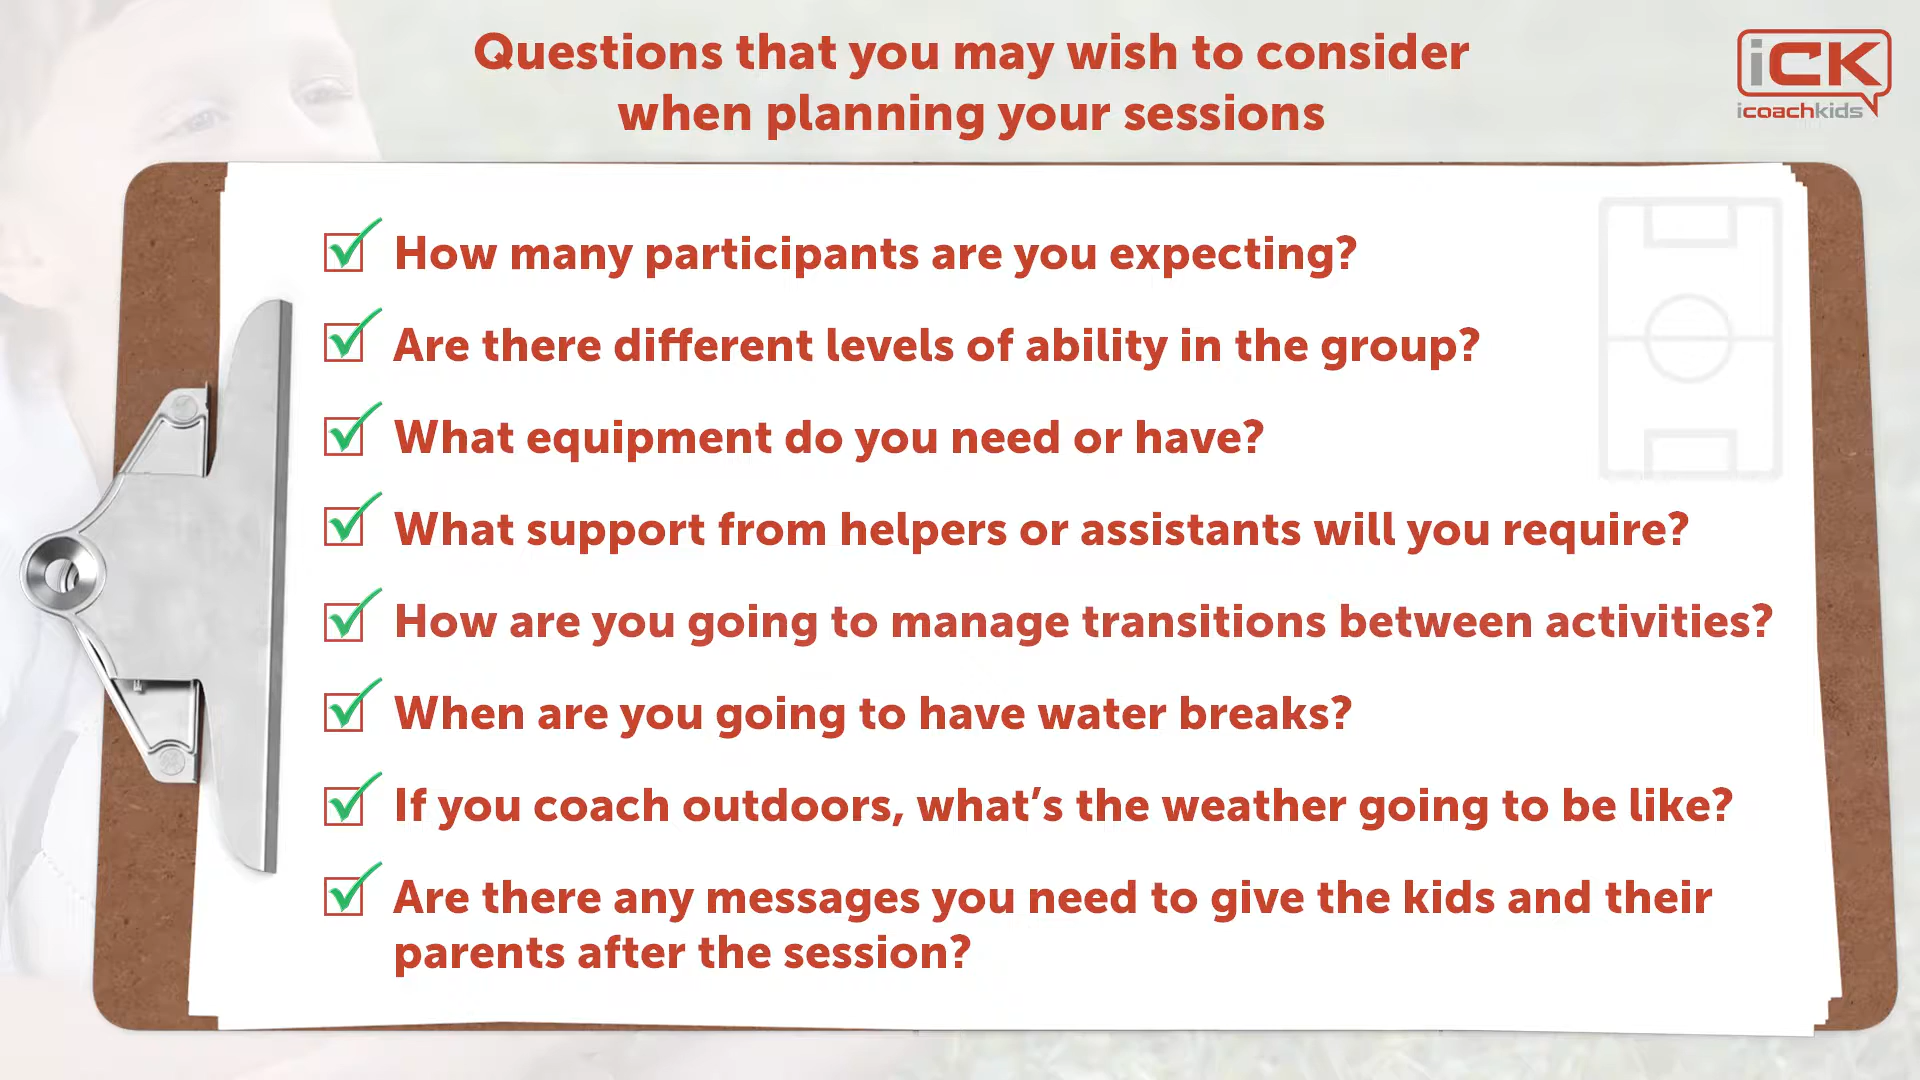 Questions that you may wish to consider
when planning your sessions
iCK
icoachkids
How many participants are you expecting?
Are there different levels of ability in the group?
What equipment do you need or have?
What support from helpers or assistants will you require?
How are you going to manage transitions between activities?
When are you going to have water breaks?
If you coach outdoors, what’s the weather going to be like?
Are there any messages you need to give the kids and their
parents after the session?